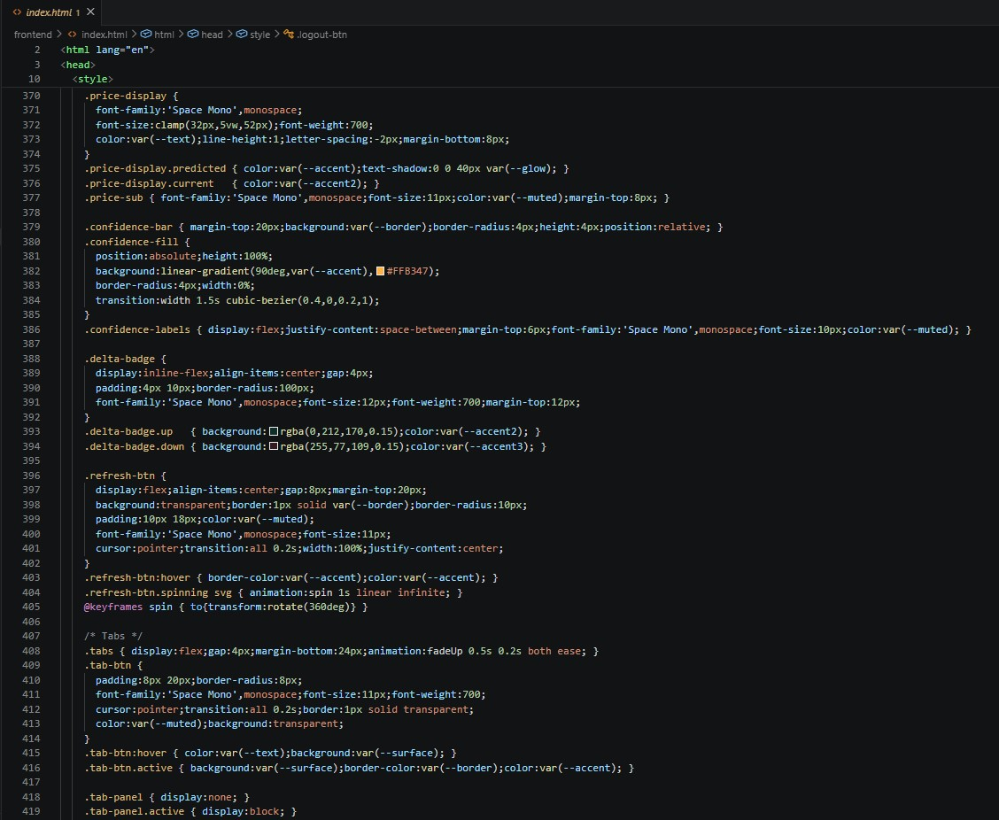 index.html 1
frontend > index.html > html > head > style > .logout-btn
2 <html lang="en">
3 <head>
10 <style>
370 .price-display {
371 font-family:'Space Mono',monospace;
372 font-size:clamp(32px,5vw,52px);font-weight:700;
373 color:var(--text);line-height:1;letter-spacing:-2px;margin-bottom:8px;
374 }
375 .price-display.predicted { color:var(--accent);text-shadow:0 0 40px var(--glow); }
376 .price-display.current   { color:var(--accent2); }
377 .price-sub { font-family:'Space Mono',monospace;font-size:11px;color:var(--muted);margin-top:8px; }
378
379 .confidence-bar { margin-top:20px;background:var(--border);border-radius:4px;height:4px;position:relative; }
380 .confidence-fill {
381 position:absolute;height:100%;
382 background:linear-gradient(90deg,var(--accent),#FFB347);
383 border-radius:4px;width:0%;
384 transition:width 1.5s cubic-bezier(0.4,0,0.2,1);
385 }
386 .confidence-labels { display:flex;justify-content:space-between;margin-top:6px;font-family:'Space Mono',monospace;font-size:10px;color:var(--muted); }
387
388 .delta-badge {
389 display:inline-flex;align-items:center;gap:4px;
390 padding:4px 10px;border-radius:100px;
391 font-family:'Space Mono',monospace;font-size:12px;font-weight:700;margin-top:12px;
392 }
393 .delta-badge.up   { background:rgba(0,212,170,0.15);color:var(--accent2); }
394 .delta-badge.down { background:rgba(255,77,109,0.15);color:var(--accent3); }
395
396 .refresh-btn {
397 display:flex;align-items:center;gap:8px;margin-top:20px;
398 background:transparent;border:1px solid var(--border);border-radius:10px;
399 padding:10px 18px;color:var(--muted);
400 font-family:'Space Mono',monospace;font-size:11px;
401 cursor:pointer;transition:all 0.2s;width:100%;justify-content:center;
402 }
403 .refresh-btn:hover { border-color:var(--accent);color:var(--accent); }
404 .refresh-btn.spinning svg { animation:spin 1s linear infinite; }
405 @keyframes spin { to{transform:rotate(360deg)} }
406
407 /* Tabs */
408 .tabs { display:flex;gap:4px;margin-bottom:24px;animation:fadeUp 0.5s 0.2s both ease; }
409 .tab-btn {
410 padding:8px 20px;border-radius:8px;
411 font-family:'Space Mono',monospace;font-size:11px;font-weight:700;
412 cursor:pointer;transition:all 0.2s;border:1px solid transparent;
413 color:var(--muted);background:transparent;
414 }
415 .tab-btn:hover { color:var(--text);background:var(--surface); }
416 .tab-btn.active { background:var(--surface);border-color:var(--border);color:var(--accent); }
417
418 .tab-panel { display:none; }
419 .tab-panel.active { display:block; }